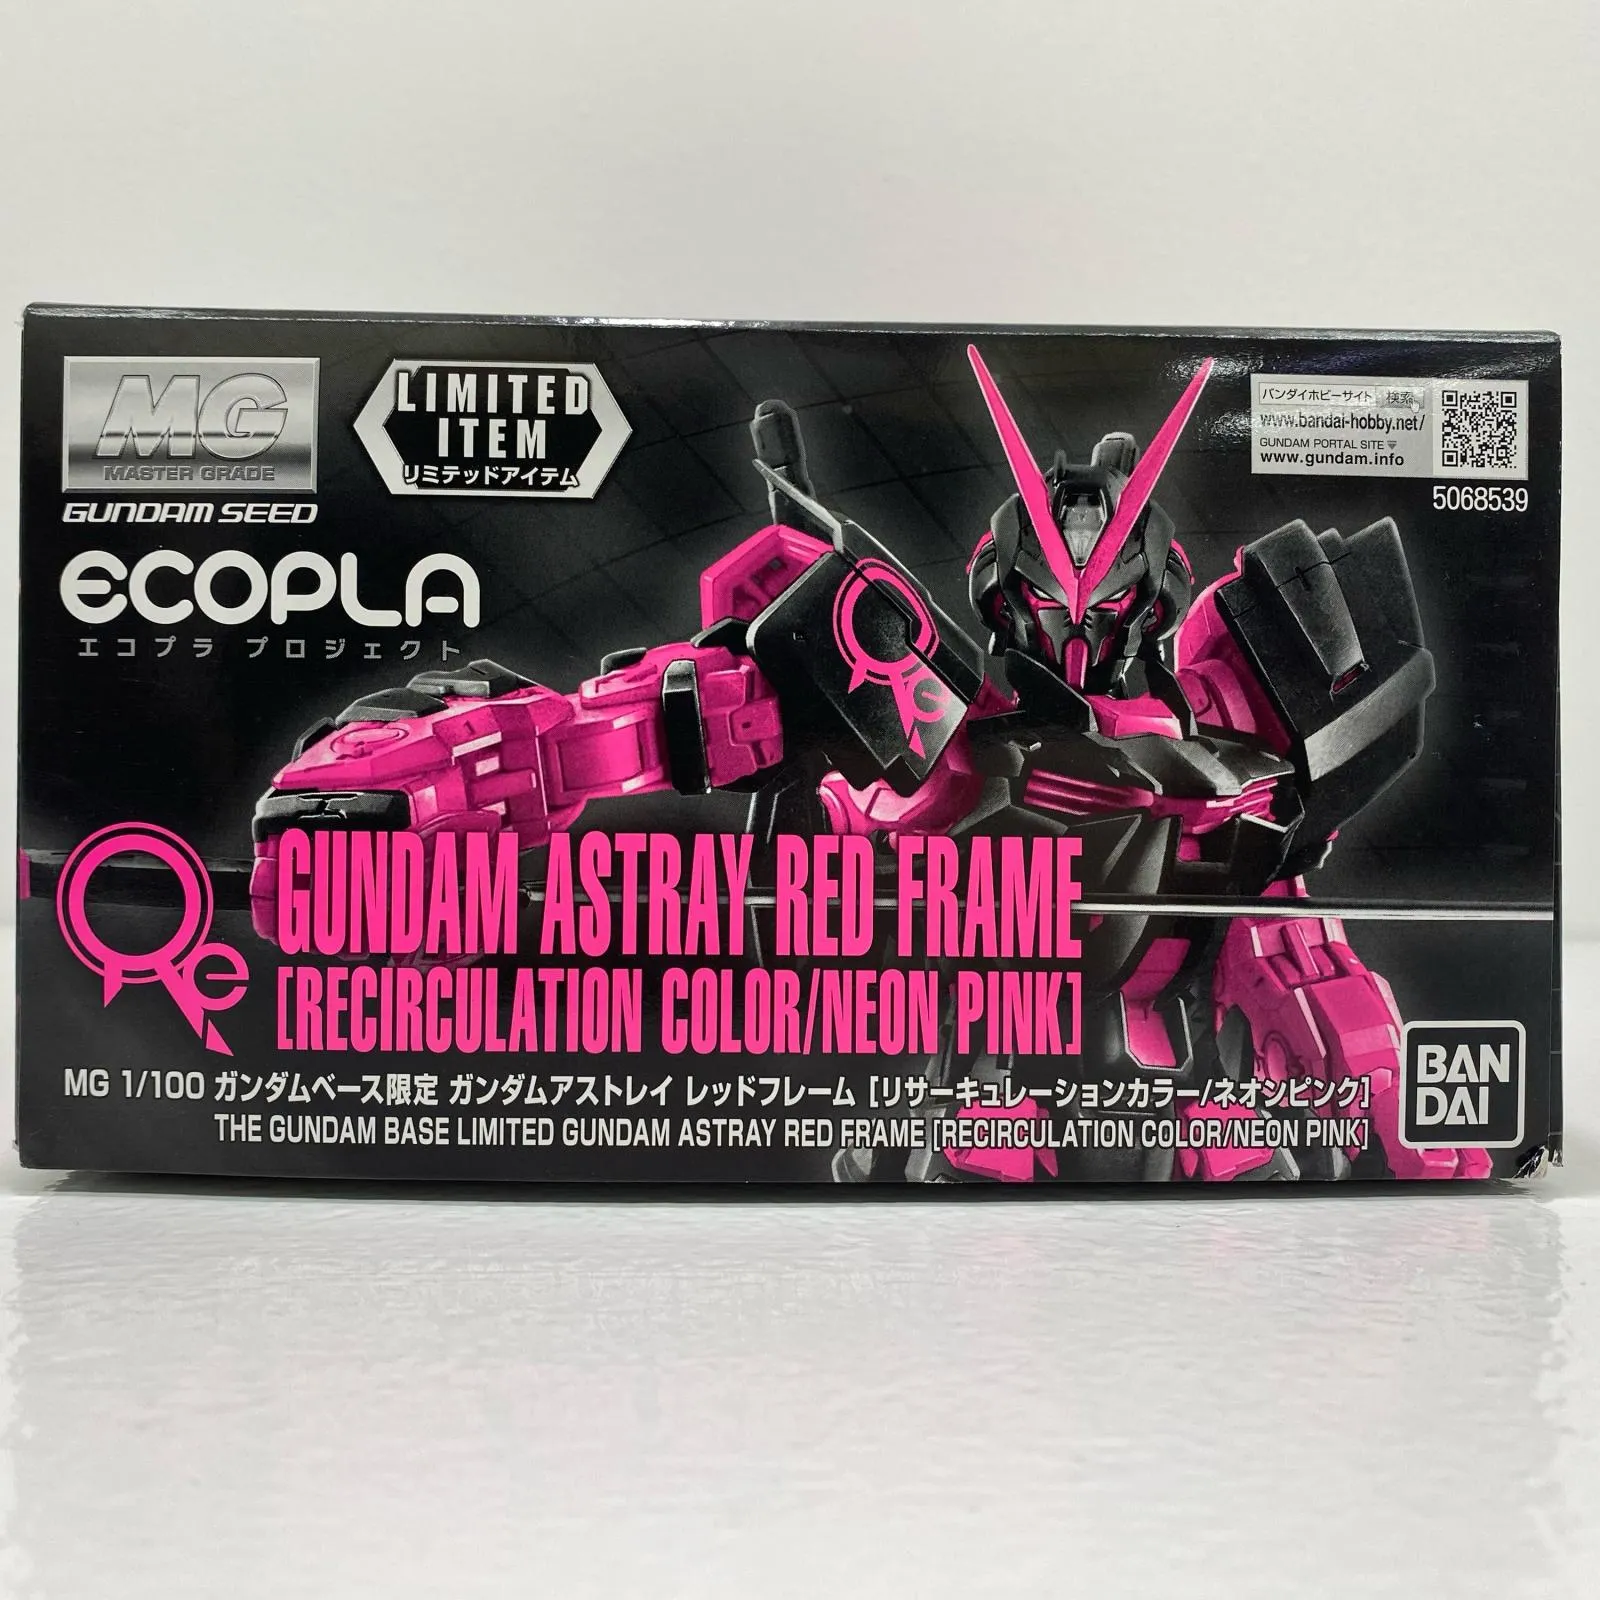 MG
MASTER GRADE
GUNDAM SEED
LIMITED
ITEM
リミテッドアイテム
ECOPLA
エコプラ プロジェクト
バンダイホビーサイト 検索
www.bandai-hobby.net/
GUNDAM PORTAL SITE
www.gundam.info
5068539
Re
Re
GUNDAM ASTRAY RED FRAME
[RECIRCULATION COLOR/NEON PINK]
MG 1/100 ガンダムベース限定 ガンダムアストレイ レッドフレーム [リサーキュレーションカラー/ネオンピンク]
THE GUNDAM BASE LIMITED GUNDAM ASTRAY RED FRAME [RECIRCULATION COLOR/NEON PINK]
BAN
DAI